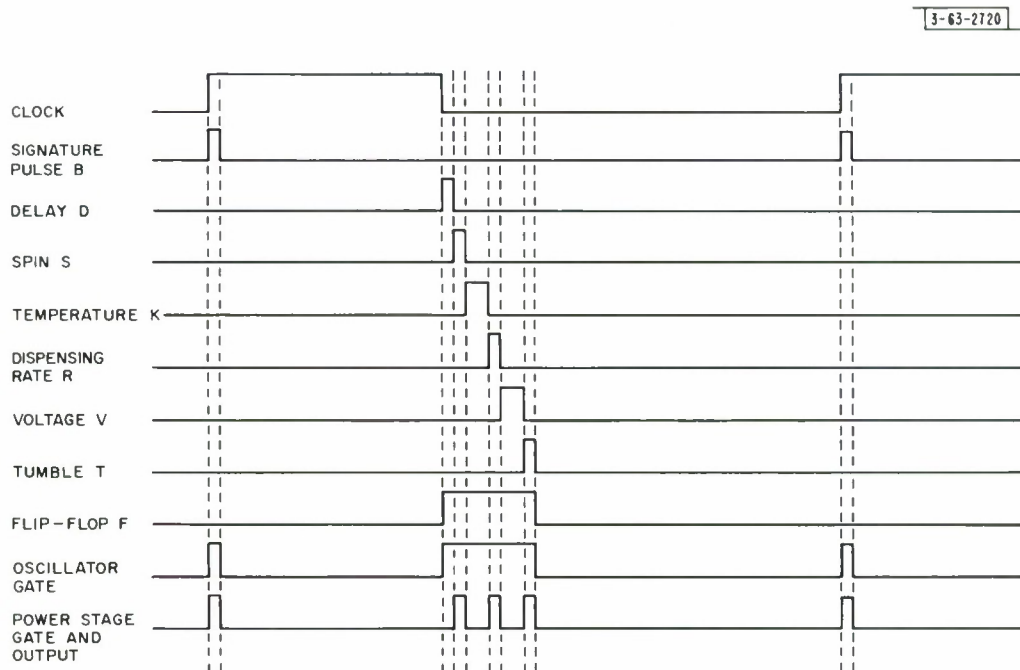 3-63-2720
CLOCK
SIGNATURE
PULSE B
DELAY D
SPIN S
TEMPERATURE K
DISPENSING
RATE R
VOLTAGE V
TUMBLE T
FLIP-FLOP F
OSCILLATOR
GATE
POWER STAGE
GATE AND
OUTPUT